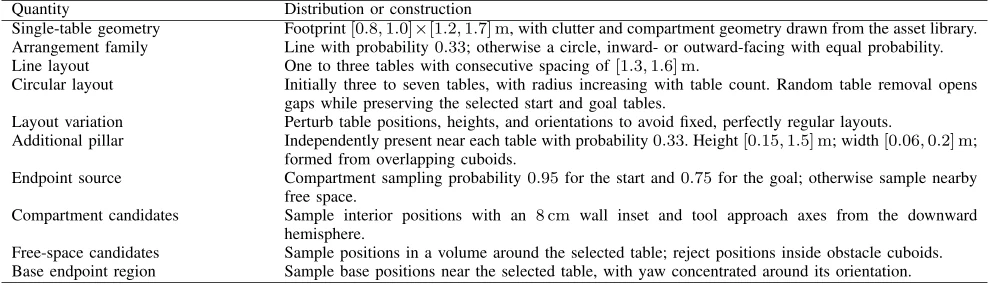 Quantity Distribution or construction
Single-table geometry Footprint [0.8, 1.0] × [1.2, 1.7] m, with clutter and compartment geometry drawn from the asset library.
Arrangement family Line with probability 0.33; otherwise a circle, inward- or outward-facing with equal probability.
Line layout One to three tables with consecutive spacing of [1.3, 1.6] m.
Circular layout Initially three to seven tables, with radius increasing with table count. Random table removal opens
gaps while preserving the selected start and goal tables.
Layout variation Perturb table positions, heights, and orientations to avoid fixed, perfectly regular layouts.
Additional pillar Independently present near each table with probability 0.33. Height [0.15, 1.5] m; width [0.06, 0.2] m;
formed from overlapping cuboids.
Endpoint source Compartment sampling probability 0.95 for the start and 0.75 for the goal; otherwise sample nearby
free space.
Compartment candidates Sample interior positions with an 8 cm wall inset and tool approach axes from the downward
hemisphere.
Free-space candidates Sample positions in a volume around the selected table; reject positions inside obstacle cuboids.
Base endpoint region Sample base positions near the selected table, with yaw concentrated around its orientation.